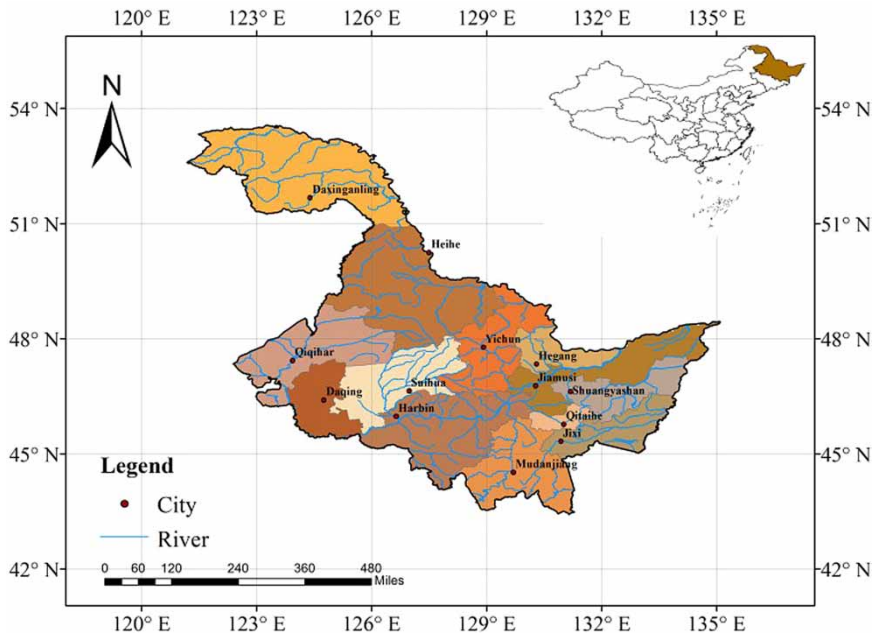 120° E 123° E 126° E 129° E 132° E 135° E
N
54° N 54° N
51° N 51° N
48° N 48° N
45° N 45° N
42° N 42° N
Daxinganling
Heihe
Qiqihar
Yichun
Hegang
Suihua
Jiamusi
Daqing
Shuangyashan
Harbin
Qitaihe
Jixi
Mudanjiang
Legend
City
River
0 60 120 240 360 480
Miles
120° E 123° E 126° E 129° E 132° E 135° E